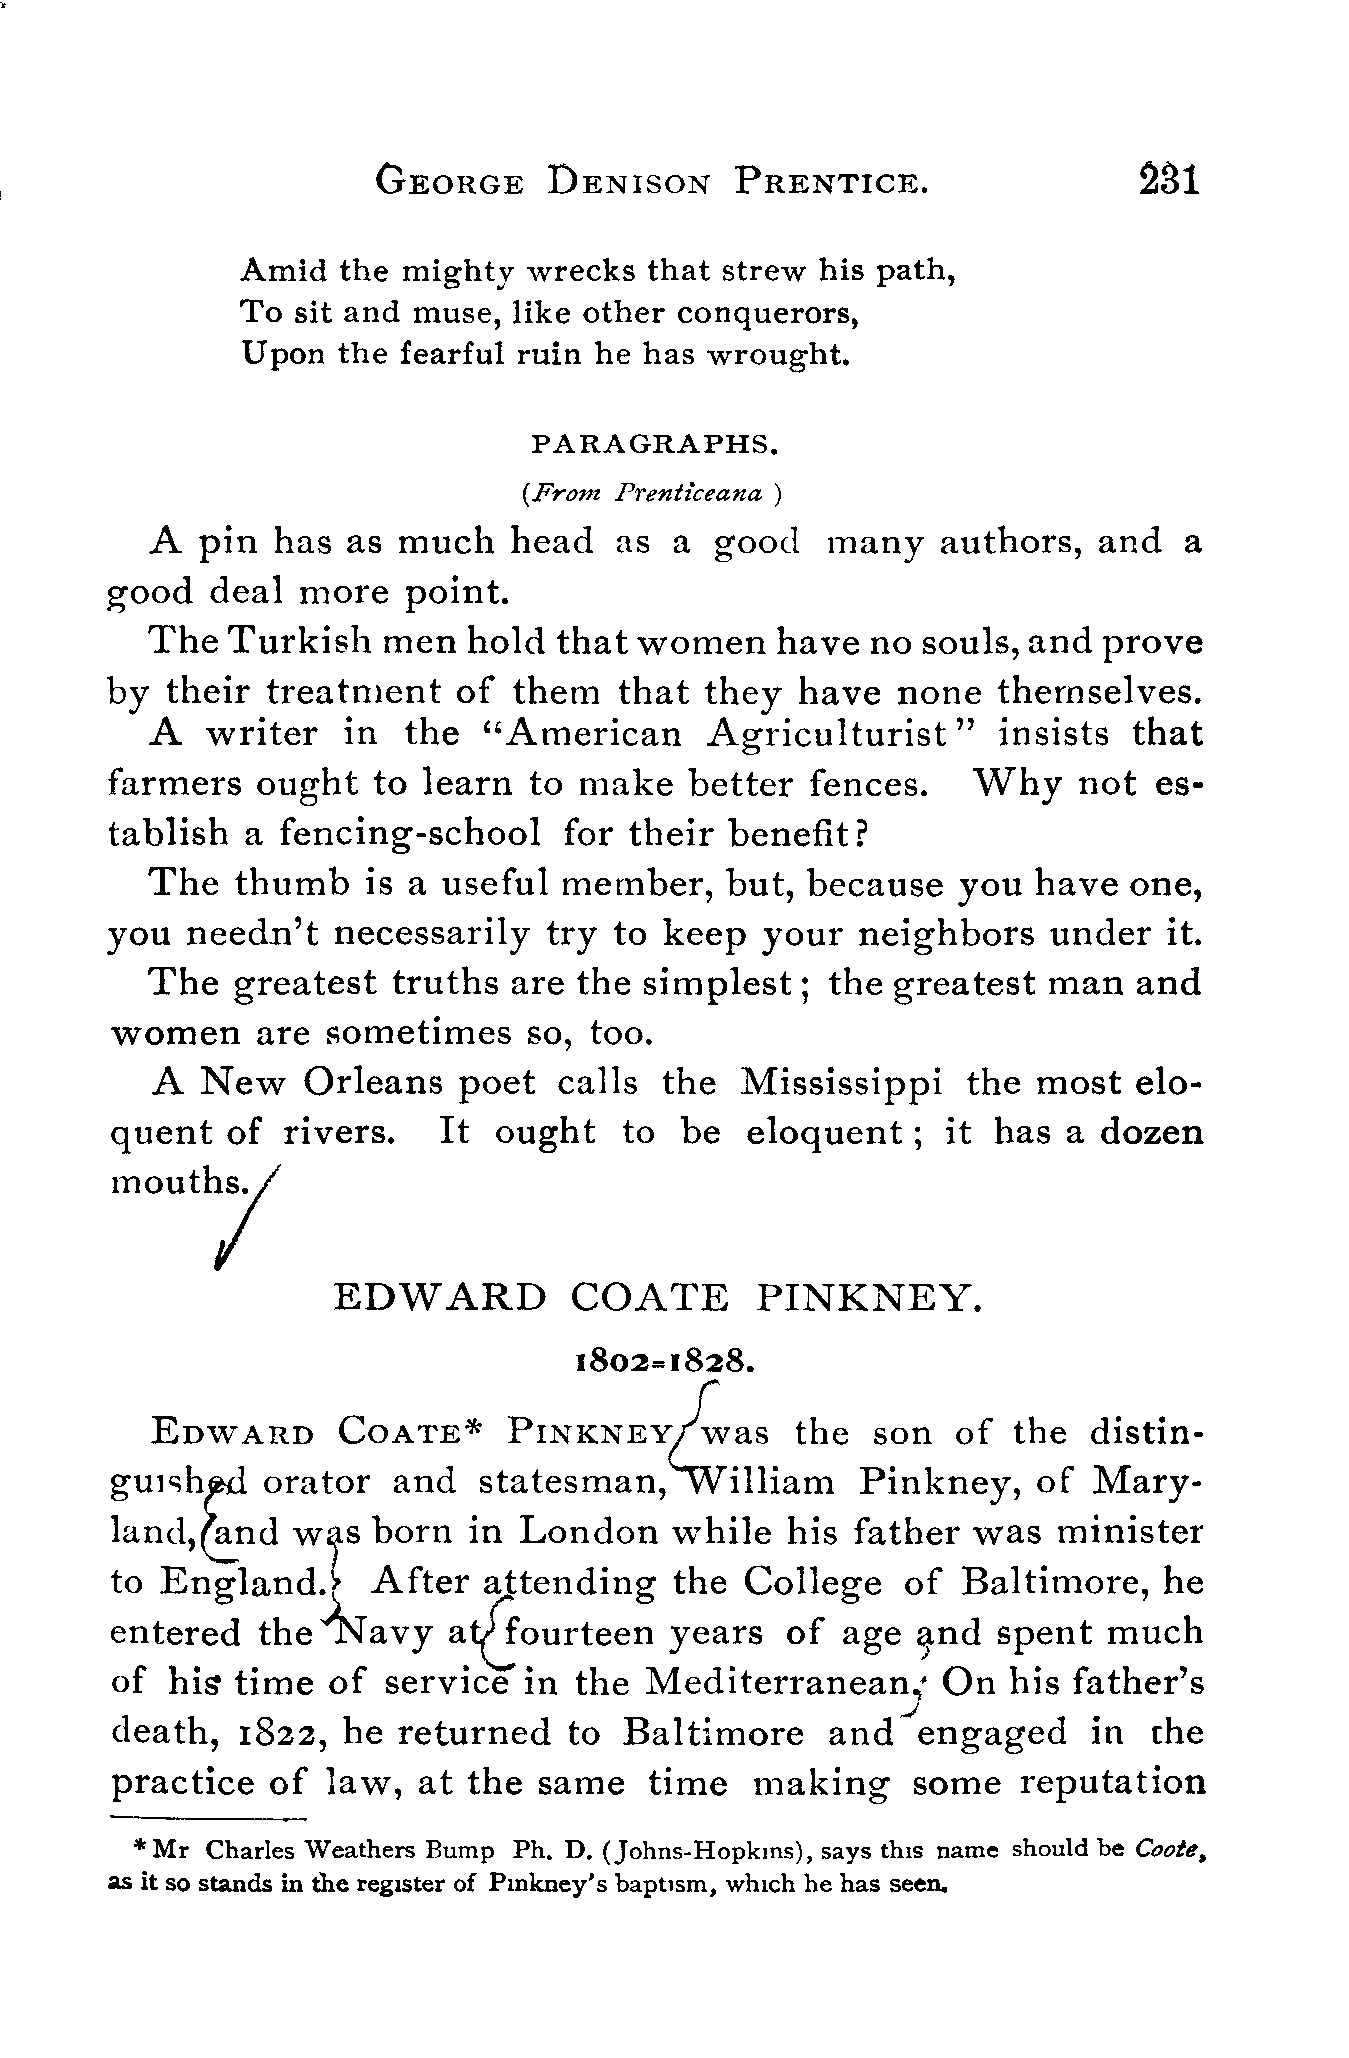 GEORGE DENISON PRENTICE. 231
Amid the mighty wrecks that strew his path,
To sit and muse, like other conquerors,
Upon the fearful ruin he has wrought.
PARAGRAPHS.
(From Prenticeana )
A pin has as much head as a good many authors, and a
good deal more point.
The Turkish men hold that women have no souls, and prove
by their treatment of them that they have none themselves.
A writer in the “American Agriculturist” insists that
farmers ought to learn to make better fences. Why not es-
tablish a fencing-school for their benefit?
The thumb is a useful member, but, because you have one,
you needn’t necessarily try to keep your neighbors under it.
The greatest truths are the simplest; the greatest man and
women are sometimes so, too.
A New Orleans poet calls the Mississippi the most elo-
quent of rivers. It ought to be eloquent; it has a dozen
mouths.
EDWARD COATE PINKNEY.
1802=1828.
EDWARD COATE* PINKNEY was the son of the distin-
guished orator and statesman, William Pinkney, of Mary-
land, and was born in London while his father was minister
to England. After attending the College of Baltimore, he
entered the Navy at fourteen years of age and spent much
of his time of service in the Mediterranean. On his father’s
death, 1822, he returned to Baltimore and engaged in the
practice of law, at the same time making some reputation
* Mr Charles Weathers Bump Ph. D. (Johns-Hopkins), says this name should be Coote,
as it so stands in the register of Pinkney’s baptism, which he has seen.